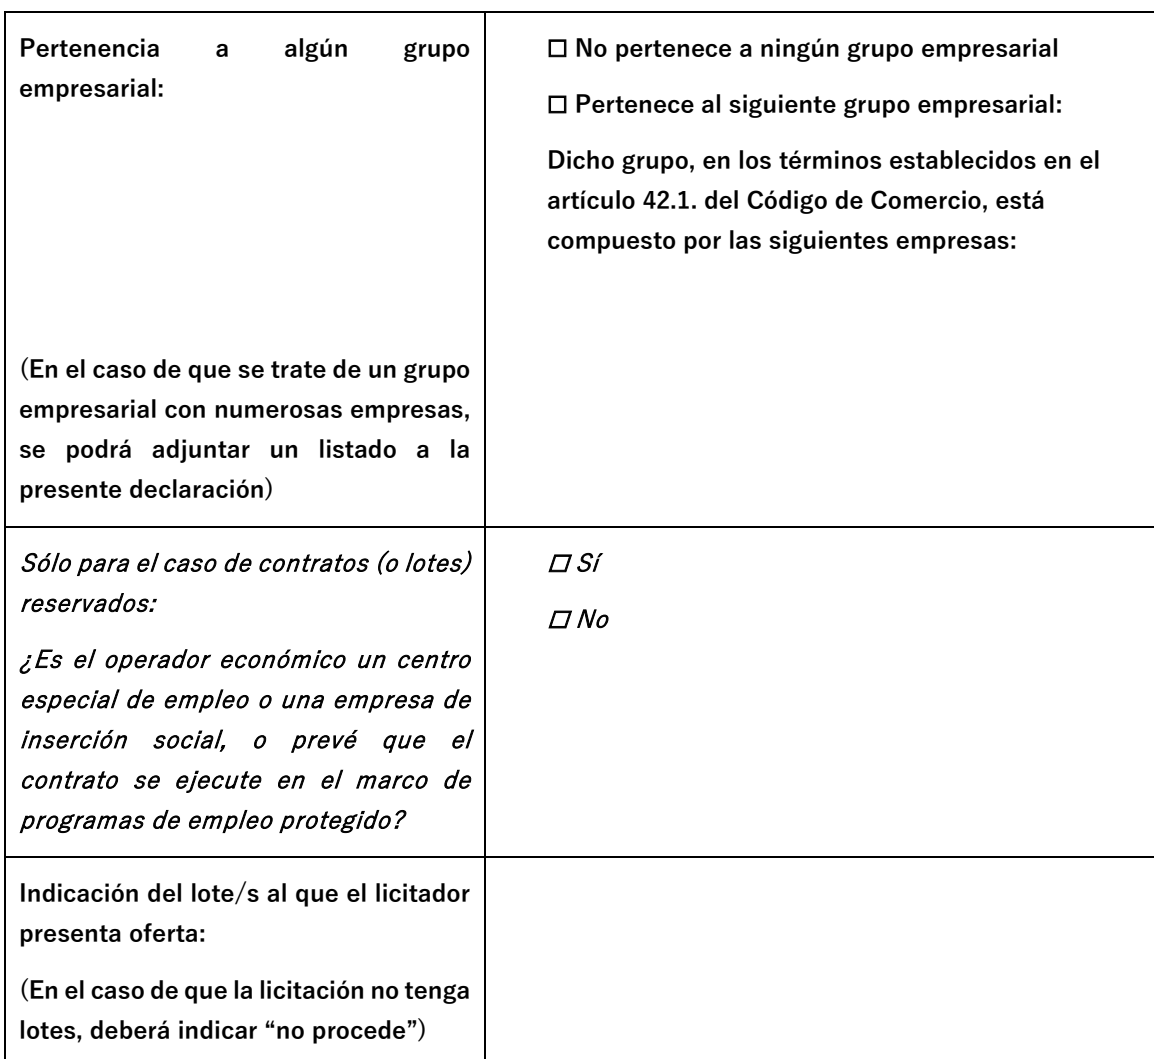 Pertenencia a algún grupo
empresarial:
(En el caso de que se trate de un grupo
empresarial con numerosas empresas,
se podrá adjuntar un listado a la
presente declaración)
☐ No pertenece a ningún grupo empresarial
☐ Pertenece al siguiente grupo empresarial:
Dicho grupo, en los términos establecidos en el
artículo 42.1. del Código de Comercio, está
compuesto por las siguientes empresas:
Sólo para el caso de contratos (o lotes)
reservados:
¿Es el operador económico un centro
especial de empleo o una empresa de
inserción social, o prevé que el
contrato se ejecute en el marco de
programas de empleo protegido?
☐ Sí
☐ No
Indicación del lote/s al que el licitador
presenta oferta:
(En el caso de que la licitación no tenga
lotes, deberá indicar “no procede”)